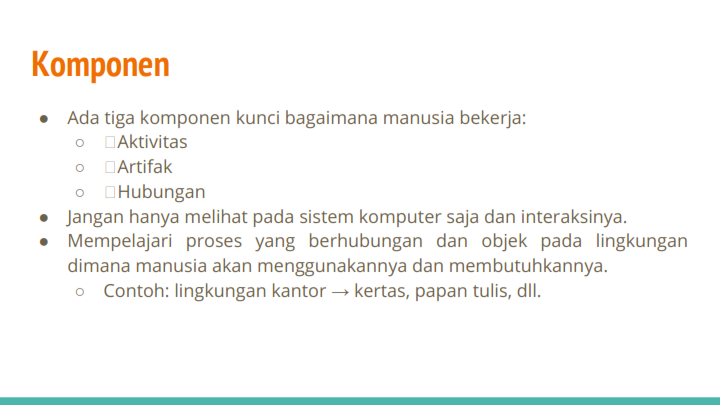 Komponen
● Ada tiga komponen kunci bagaimana manusia bekerja:
○ Aktivitas
○ Artifak
○ Hubungan
● Jangan hanya melihat pada sistem komputer saja dan interaksinya.
● Mempelajari proses yang berhubungan dan objek pada lingkungan
dimana manusia akan menggunakannya dan membutuhkannya.
○ Contoh: lingkungan kantor → kertas, papan tulis, dll.